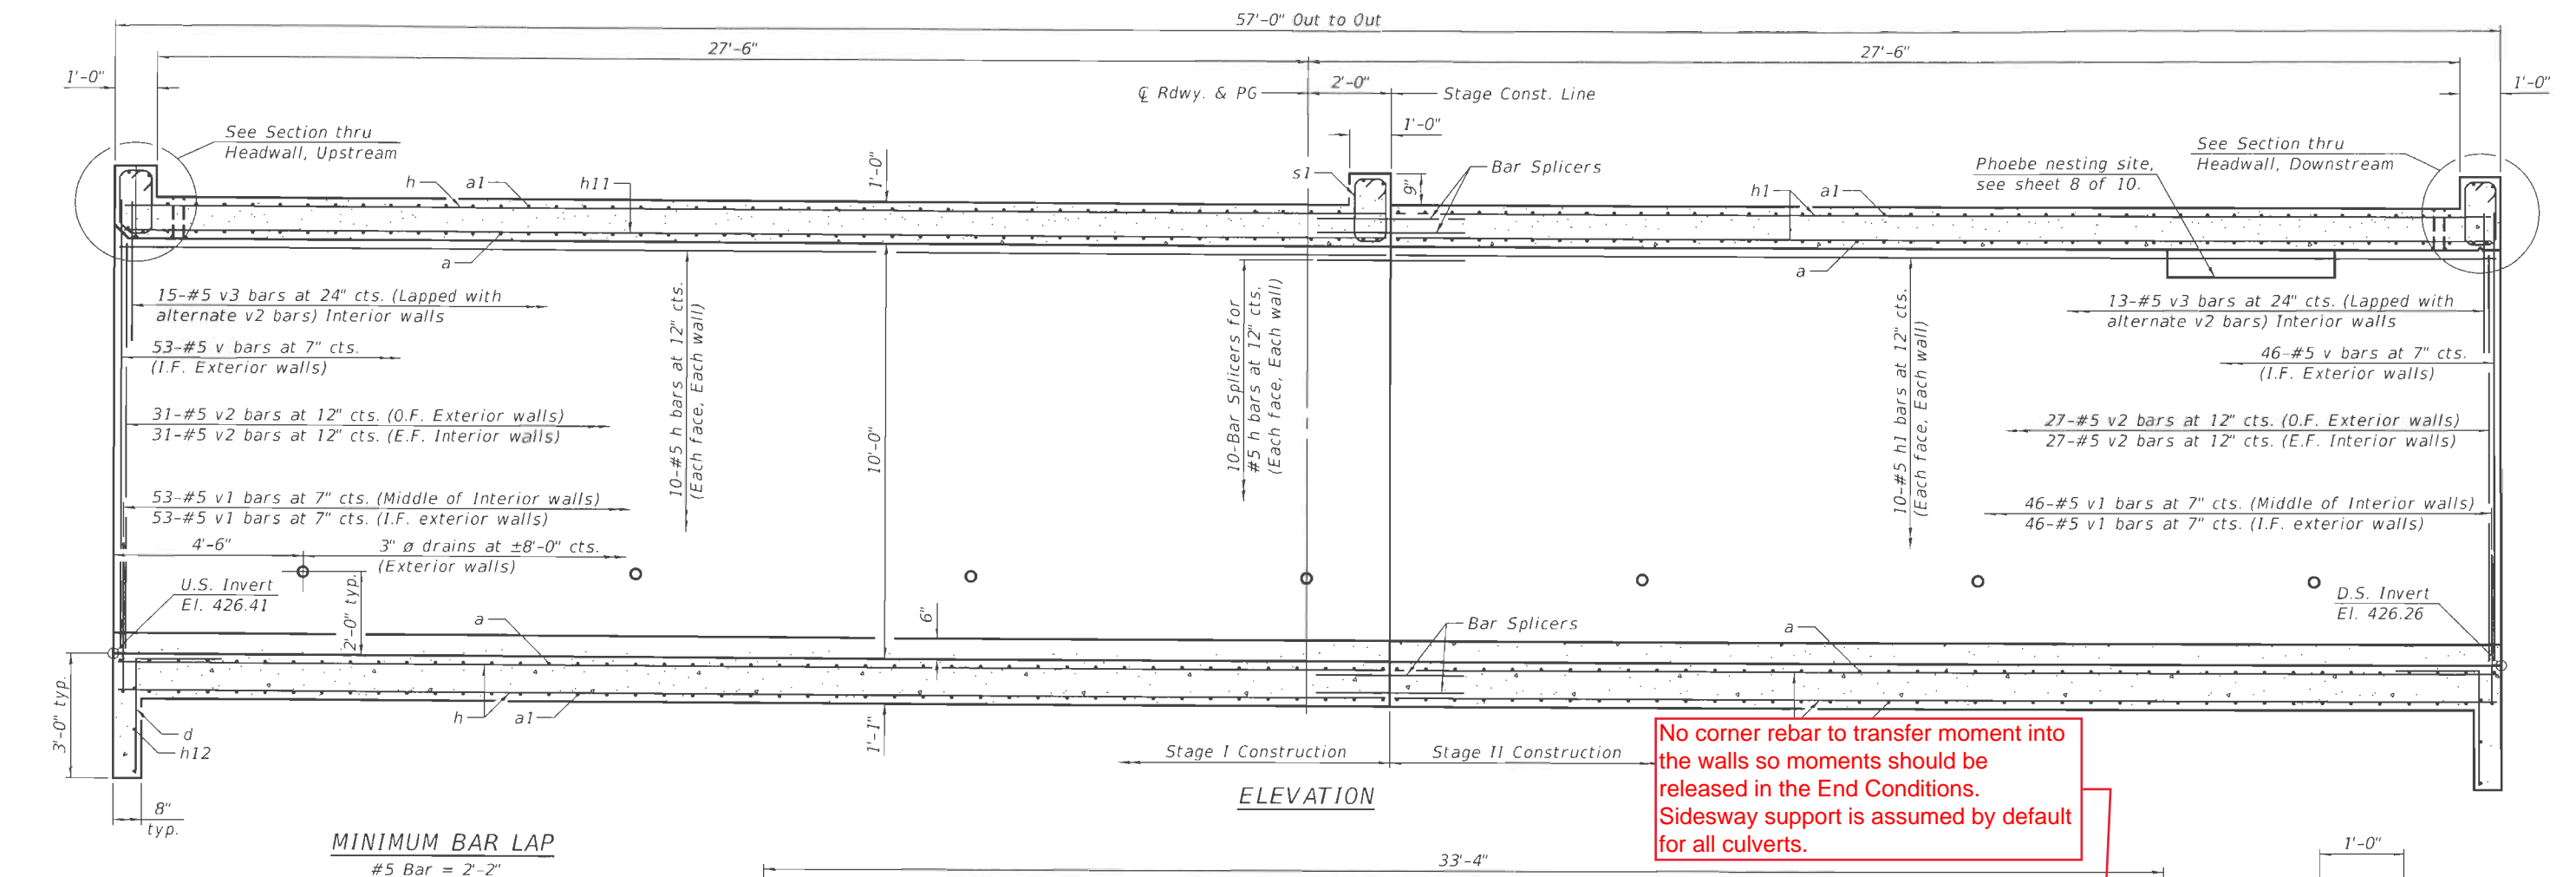 57'-0" Out to Out
27'-6"
27'-6"
1'-0"
2'-0"
1'-0"
℄ Rdwy. & PG
Stage Const. Line
1'-0"
See Section thru
Headwall, Upstream
h
a1
h11
1'-0"
s1
9"
Bar Splicers
h1
a1
Phoebe nesting site,
see sheet 8 of 10.
See Section thru
Headwall, Downstream
a
a
15-#5 v3 bars at 24" cts. (Lapped with
alternate v2 bars) Interior walls
53-#5 v bars at 7" cts.
(I.F. Exterior walls)
31-#5 v2 bars at 12" cts. (O.F. Exterior walls)
31-#5 v2 bars at 12" cts. (E.F. Interior walls)
53-#5 v1 bars at 7" cts. (Middle of Interior walls)
53-#5 v1 bars at 7" cts. (I.F. exterior walls)
10-#5 h bars at 12" cts.
(Each face, Each wall)
10'-0"
10-Bar Splicers for
#5 h bars at 12" cts.
(Each face, Each wall)
10-#5 h1 bars at 12" cts.
(Each face, Each wall)
13-#5 v3 bars at 24" cts. (Lapped with
alternate v2 bars) Interior walls
46-#5 v bars at 7" cts.
(I.F. Exterior walls)
27-#5 v2 bars at 12" cts. (O.F. Exterior walls)
27-#5 v2 bars at 12" cts. (E.F. Interior walls)
46-#5 v1 bars at 7" cts. (Middle of Interior walls)
46-#5 v1 bars at 7" cts. (I.F. exterior walls)
4'-6"
3" ø drains at ±8'-0" cts.
(Exterior walls)
U.S. Invert
El. 426.41
2'-0" typ.
a
6"
Bar Splicers
a
D.S. Invert
El. 426.26
3'-0" typ.
d
h12
h
a1
1'-1"
8"
typ.
Stage I Construction
Stage II Construction
ELEVATION
No corner rebar to transfer moment into
the walls so moments should be
released in the End Conditions.
Sidesway support is assumed by default
for all culverts.
MINIMUM BAR LAP
#5 Bar = 2'-2"
33'-4"
1'-0"